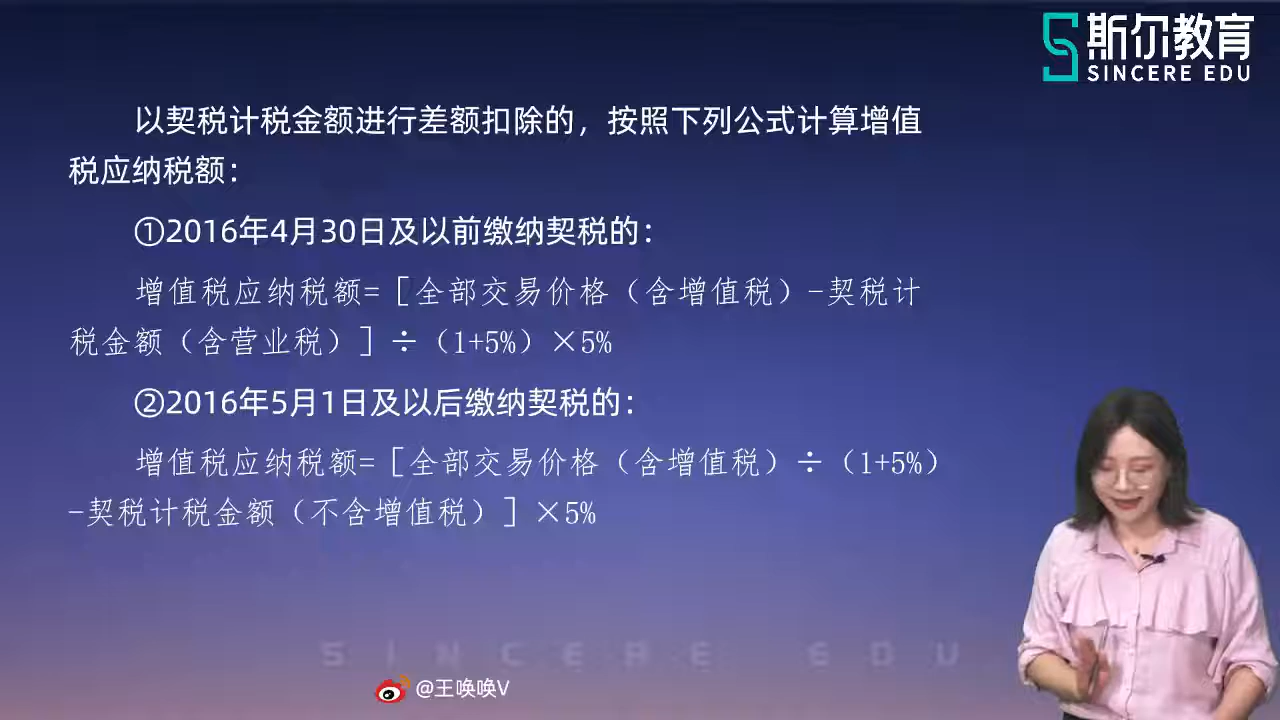 斯尔教育
SINCERE EDU
以契税计税金额进行差额扣除的，按照下列公式计算增值
税应纳税额：
①2016年4月30日及以前缴纳契税的：
增值税应纳税额=［全部交易价格（含增值税）-契税计
税金额（含营业税）］÷（1+5%）×5%
②2016年5月1日及以后缴纳契税的：
增值税应纳税额=［全部交易价格（含增值税）÷（1+5%）
-契税计税金额（不含增值税）］×5%
SINCERE EDU
@王唤唤V